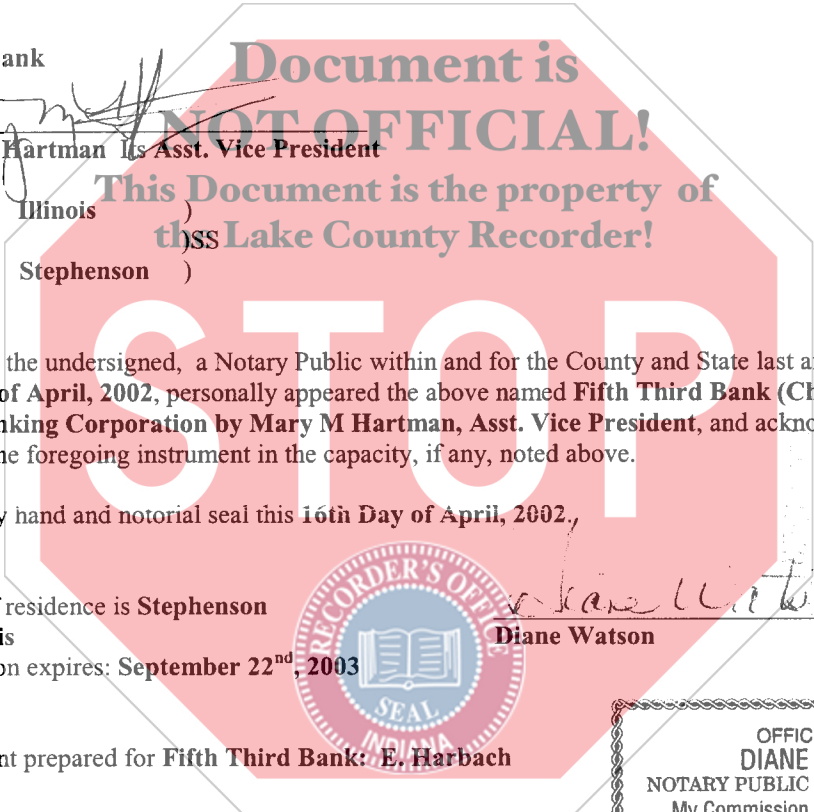 ank
Document is
NOT OFFICIAL!
Hartman Its Asst. Vice President
This Document is the property of
the Lake County Recorder!
Illinois )
)SS
Stephenson )
STOP
the undersigned, a Notary Public within and for the County and State last a
of April, 2002, personally appeared the above named Fifth Third Bank (Ch
nking Corporation by Mary M Hartman, Asst. Vice President, and ackno
he foregoing instrument in the capacity, if any, noted above.
y hand and notorial seal this 16th Day of April, 2002.,
f residence is Stephenson
is
Diane Watson
on expires: September 22nd, 2003
RECORDER'S OFFICE
SEAL
INDIANA
nt prepared for Fifth Third Bank: E. Harbach
OFFIC
DIANE
NOTARY PUBLIC
My Commission